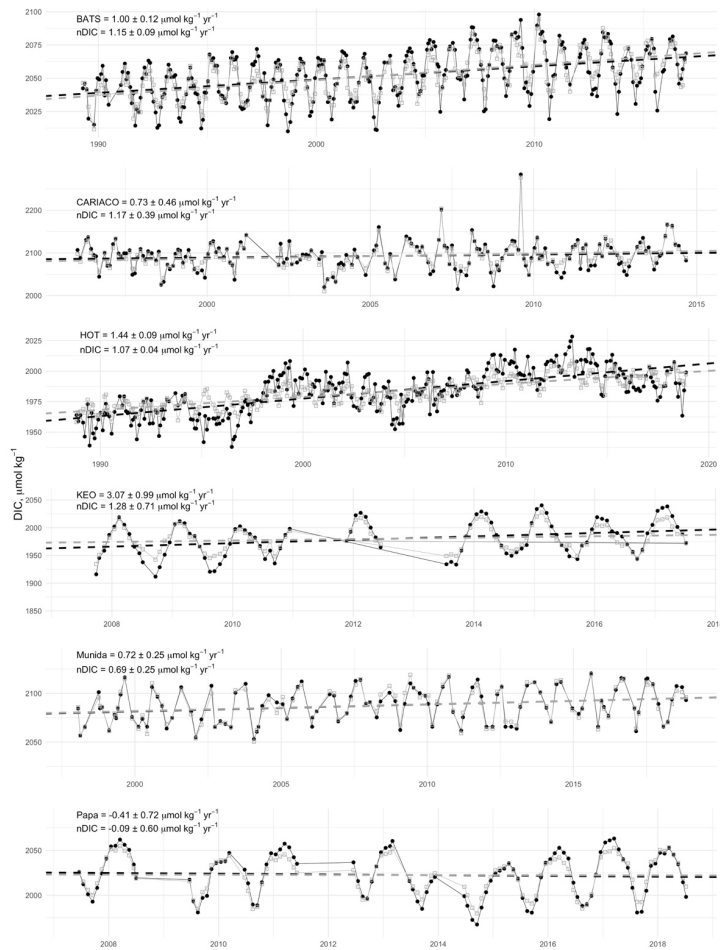 BATS = 1.00 ± 0.12 μmol kg⁻¹ yr⁻¹
nDIC = 1.15 ± 0.09 μmol kg⁻¹ yr⁻¹
2100
2075
2050
2025
1990 2000 2010
CARIACO = 0.73 ± 0.46 μmol kg⁻¹ yr⁻¹
nDIC = 1.17 ± 0.39 μmol kg⁻¹ yr⁻¹
2200
2100
2000
2000 2005 2010 2015
HOT = 1.44 ± 0.09 μmol kg⁻¹ yr⁻¹
nDIC = 1.07 ± 0.04 μmol kg⁻¹ yr⁻¹
2025
2000
1975
1950
1990 2000 2010 2020
DIC, μmol kg⁻¹
KEO = 3.07 ± 0.99 μmol kg⁻¹ yr⁻¹
nDIC = 1.28 ± 0.71 μmol kg⁻¹ yr⁻¹
2050
2000
1950
1900
1850
2008 2010 2012 2014 2016
Munida = 0.72 ± 0.25 μmol kg⁻¹ yr⁻¹
nDIC = 0.69 ± 0.25 μmol kg⁻¹ yr⁻¹
2100
2050
2000 2005 2010 2015
Papa = -0.41 ± 0.72 μmol kg⁻¹ yr⁻¹
nDIC = -0.09 ± 0.60 μmol kg⁻¹ yr⁻¹
2050
2000
2008 2010 2012 2014 2016 2018